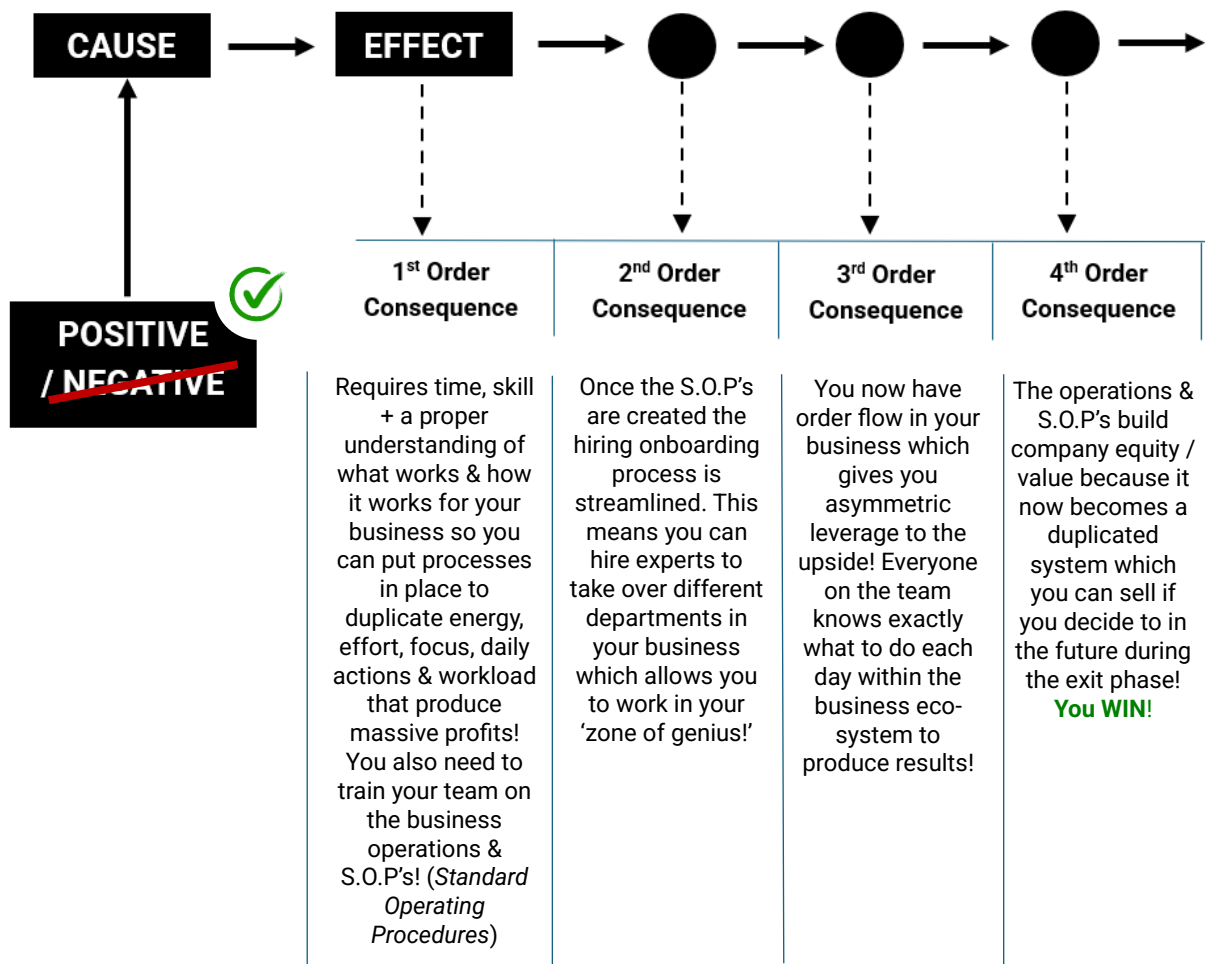 CAUSE
EFFECT
POSITIVE
/ NEGATIVE
1st Order
Consequence
2nd Order
Consequence
3rd Order
Consequence
4th Order
Consequence
Requires time, skill
+ a proper
understanding of
what works & how
it works for your
business so you
can put processes
in place to
duplicate energy,
effort, focus, daily
actions & workload
that produce
massive profits!
You also need to
train your team on
the business
operations &
S.O.P's! (Standard
Operating
Procedures)
Once the S.O.P's
are created the
hiring onboarding
process is
streamlined. This
means you can
hire experts to
take over different
departments in
your business
which allows you
to work in your
‘zone of genius!’
You now have
order flow in your
business which
gives you
asymmetric
leverage to the
upside! Everyone
on the team
knows exactly
what to do each
day within the
business eco-
system to
produce results!
The operations &
S.O.P's build
company equity /
value because it
now becomes a
duplicated
system which
you can sell if
you decide to in
the future during
the exit phase!
You WIN!